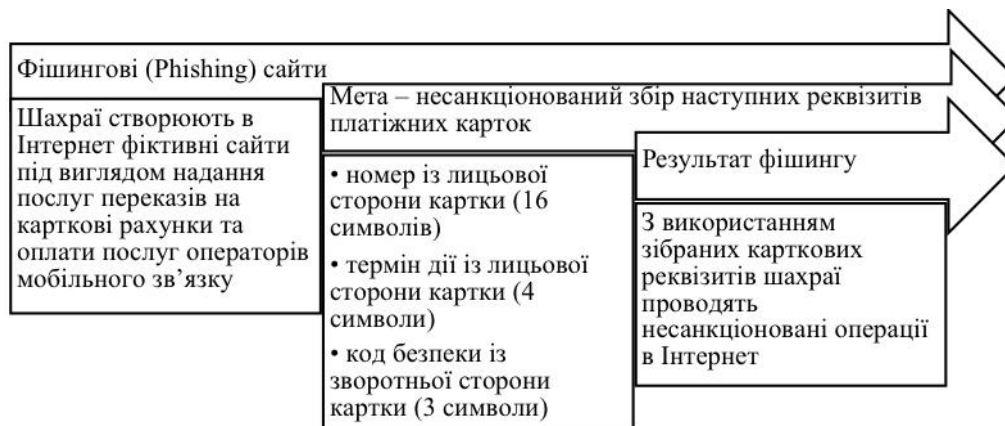 Фішингові (Phishing) сайти
Шахраї створюють в
Інтернет фіктивні сайти
під виглядом надання
послуг переказів на
карткові рахунки та
оплати послуг операторів
мобільного зв’язку
Мета – несанкціонований збір наступних реквізитів
платіжних карток
• номер із лицьової
сторони картки (16
символів)
• термін дії із лицьової
сторони картки (4
символи)
• код безпеки із
зворотньої сторони
картки (3 символи)
Результат фішингу
З використанням
зібраних карткових
реквізитів шахраї
проводять
несанкціоновані операції
в Інтернет